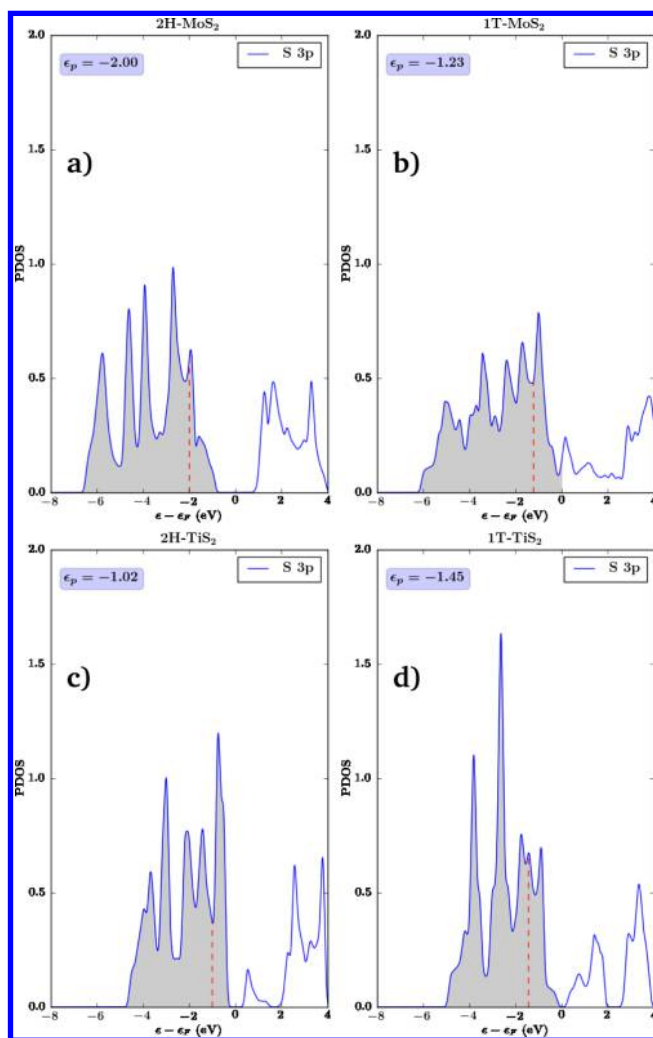 2H-MoS₂
2.0
ϵp = −2.00
S 3p
1.5
a)
PDOS
1.0
0.5
0.0
−8 −6 −4 −2 0 2 4
ϵ − ϵF (eV)
1T-MoS₂
2.0
ϵp = −1.23
S 3p
1.5
b)
PDOS
1.0
0.5
0.0
−8 −6 −4 −2 0 2 4
ϵ − ϵF (eV)
2H-TiS₂
2.0
ϵp = −1.02
S 3p
1.5
c)
PDOS
1.0
0.5
0.0
−8 −6 −4 −2 0 2 4
ϵ − ϵF (eV)
1T-TiS₂
2.0
ϵp = −1.45
S 3p
1.5
d)
PDOS
1.0
0.5
0.0
−8 −6 −4 −2 0 2 4
ϵ − ϵF (eV)